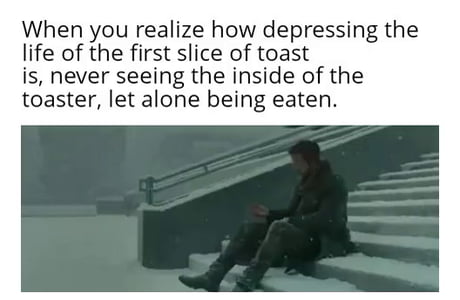 When you realize how depressing the
life of the first slice of toast
is, never seeing the inside of the
toaster, let alone being eaten.